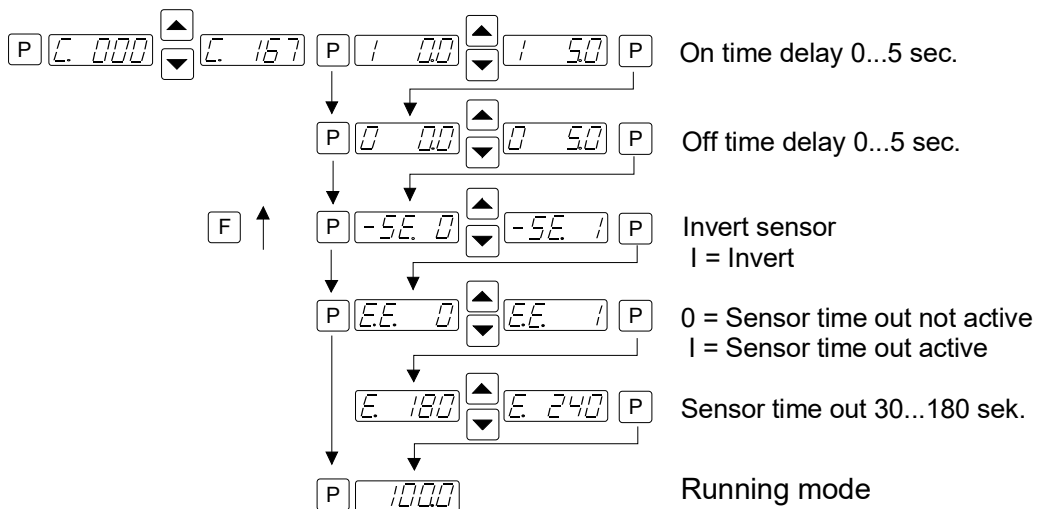 P C. 000 C. 167 P I 0.0 I 5.0 P On time delay 0...5 sec.
P 0 0.0 0 5.0 P Off time delay 0...5 sec.
F P -SE. 0 -SE. 1 P Invert sensor
I = Invert
P E.E. 0 E.E. 1 P 0 = Sensor time out not active
I = Sensor time out active
E. 180 E. 240 P Sensor time out 30...180 sek.
P 100.0 Running mode